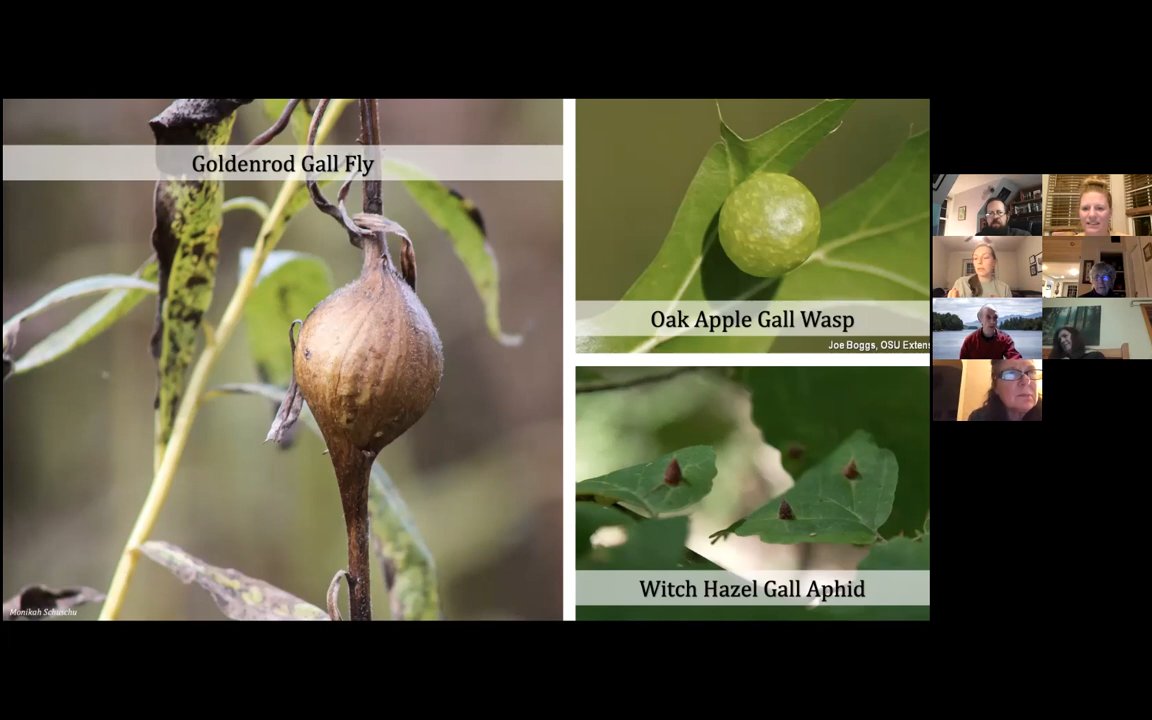 Goldenrod Gall Fly
Oak Apple Gall Wasp
Joe Boggs, OSU Extens
Witch Hazel Gall Aphid
Monikah Schuschu